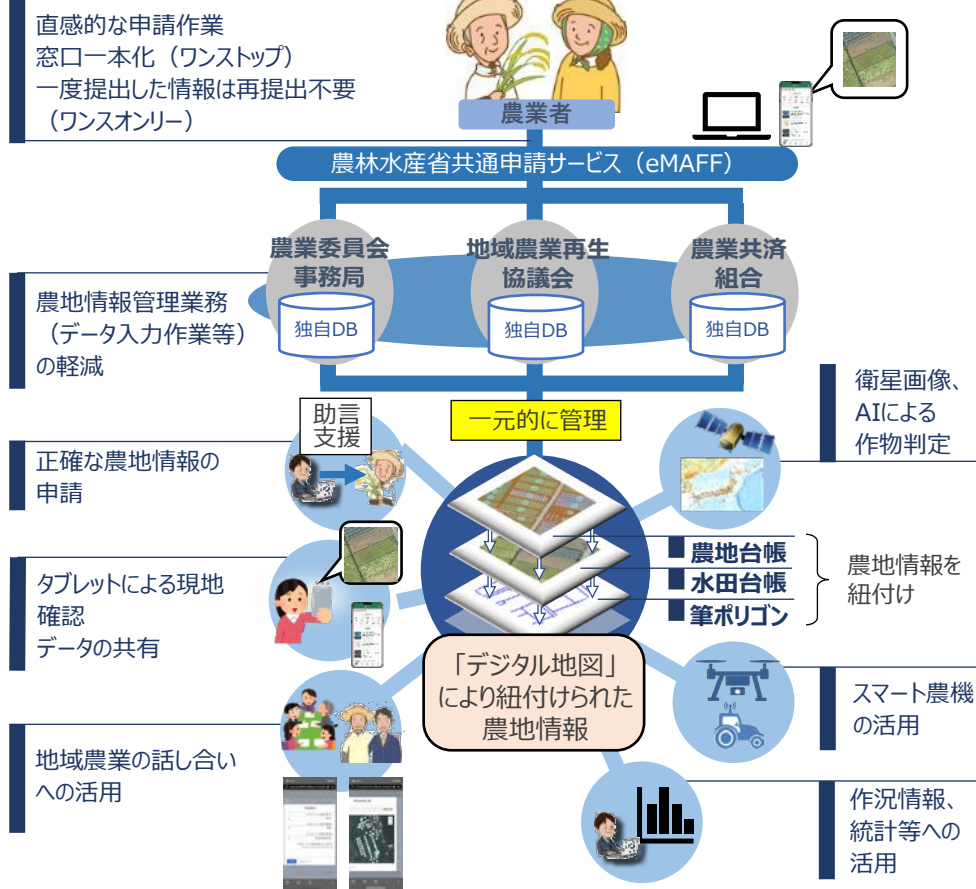 直感的な申請作業
窓口一本化（ワンストップ）
一度提出した情報は再提出不要
（ワンスオンリー）
農業者
農林水産省共通申請サービス（eMAFF）
農業委員会
事務局
独自DB
地域農業再生
協議会
独自DB
農業共済
組合
独自DB
農地情報管理業務
（データ入力作業等）
の軽減
一元的に管理
助言
支援
正確な農地情報の
申請
衛星画像、
AIによる
作物判定
農地台帳
水田台帳
筆ポリゴン
農地情報を
紐付け
タブレットによる現地
確認
データの共有
「デジタル地図」
により紐付けられた
農地情報
スマート農機
の活用
地域農業の話し合い
への活用
作況情報、
統計等への
活用